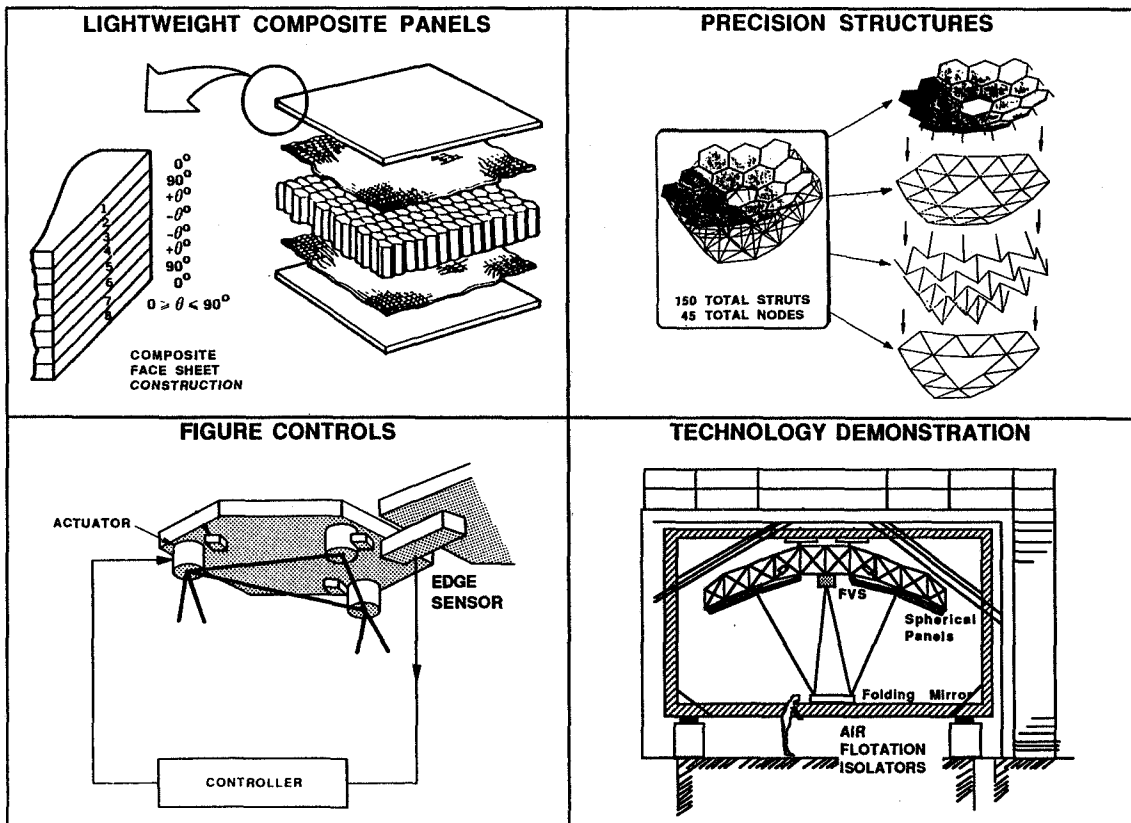 LIGHTWEIGHT COMPOSITE PANELS
0°
90°
+θ°
-θ°
-θ°
+θ°
90°
0°
0 ⩾ θ ⩽ 90°
1
2
3
4
5
6
7
8
COMPOSITE
FACE SHEET
CONSTRUCTION
PRECISION STRUCTURES
150 TOTAL STRUTS
45 TOTAL NODES
FIGURE CONTROLS
ACTUATOR
EDGE
SENSOR
CONTROLLER
TECHNOLOGY DEMONSTRATION
FVS
Spherical
Panels
Folding Mirror
AIR
FLOTATION
ISOLATORS